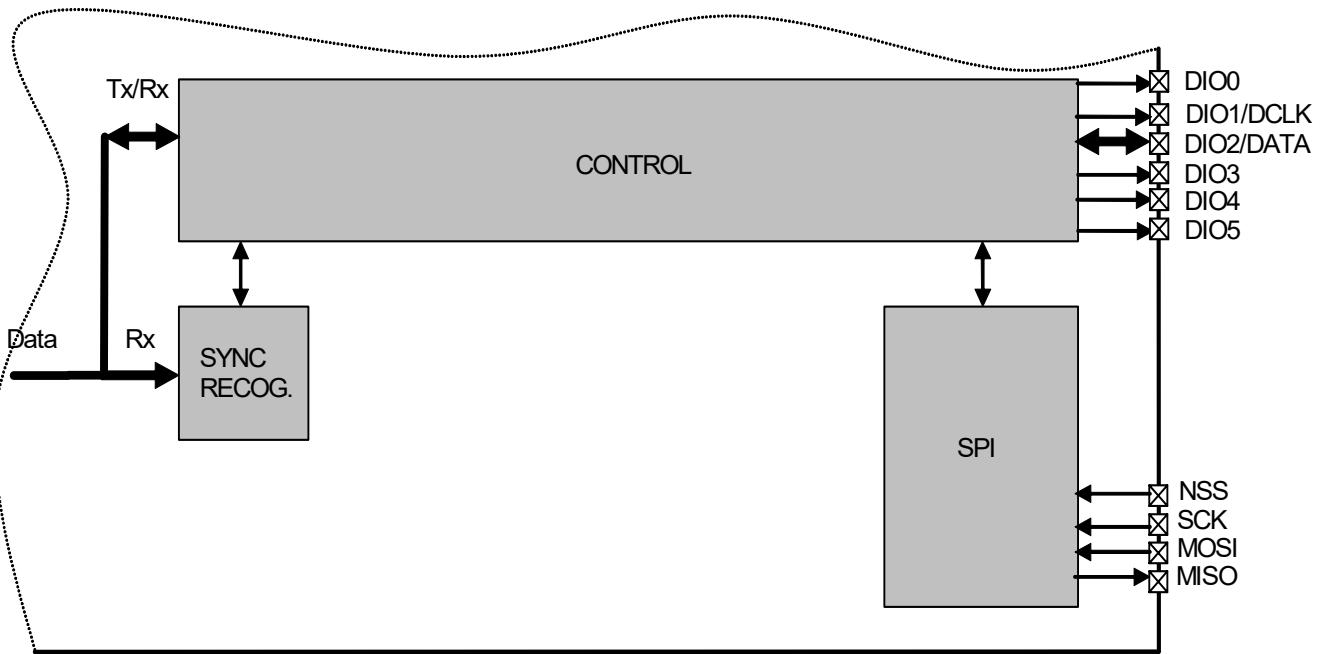 Tx/Rx
CONTROL
DIO0
DIO1/DCLK
DIO2/DATA
DIO3
DIO4
DIO5
Data
Rx
SYNC
RECOG.
SPI
NSS
SCK
MOSI
MISO